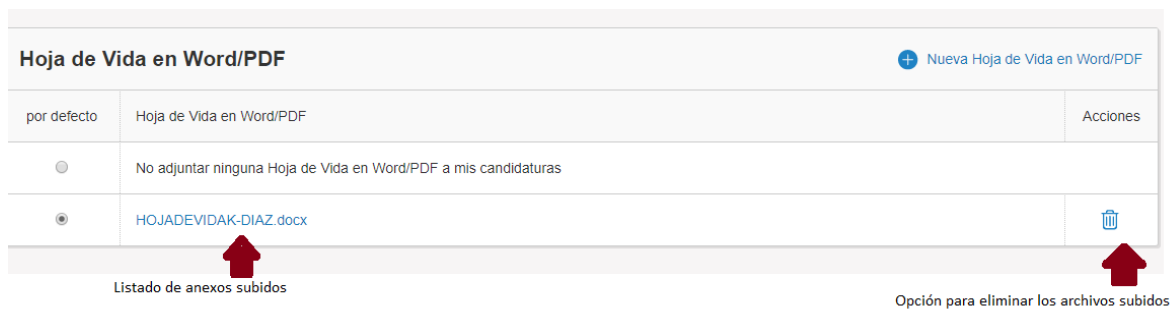 Hoja de Vida en Word/PDF
Nueva Hoja de Vida en Word/PDF
por defecto
Hoja de Vida en Word/PDF
Acciones
No adjuntar ninguna Hoja de Vida en Word/PDF a mis candidaturas
HOJADEVIDAK-DIAZ.docx
Listado de anexos subidos
Opción para eliminar los archivos subidos